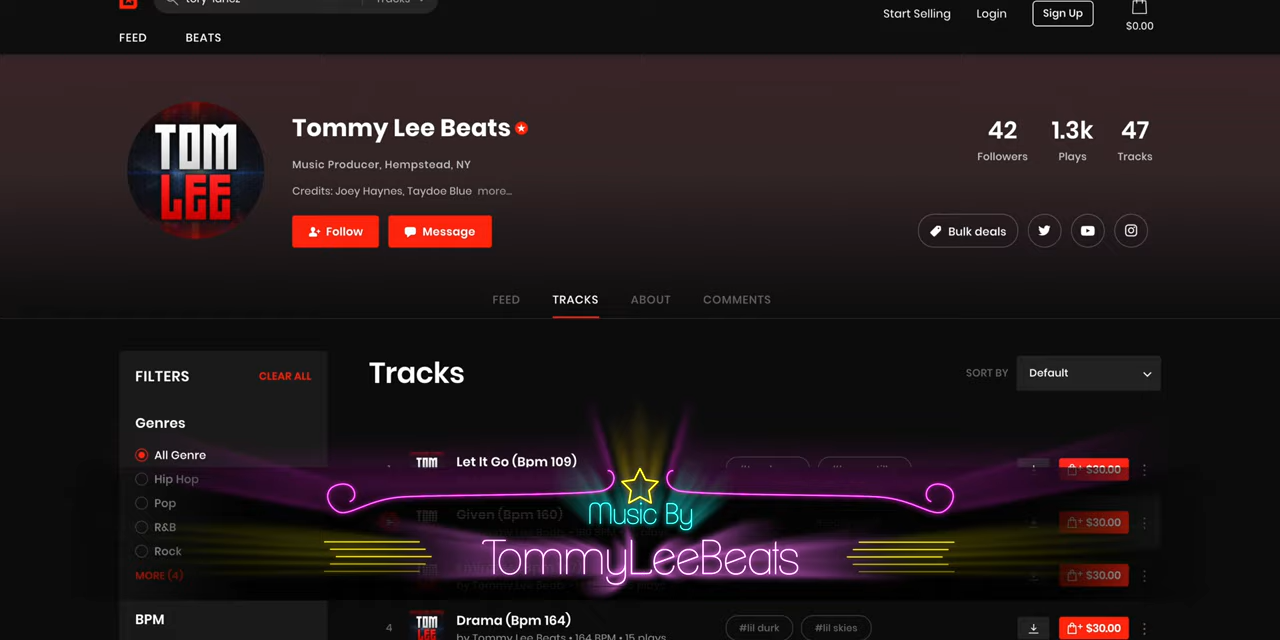 Start Selling
Login
Sign Up
$0.00
FEED
BEATS
TOM
LEE
Tommy Lee Beats
Music Producer, Hempstead, NY
Credits: Joey Haynes, Taydoe Blue more...
Follow
Message
42
Followers
1.3k
Plays
47
Tracks
Bulk deals
FEED
TRACKS
ABOUT
COMMENTS
FILTERS
CLEAR ALL
Genres
All Genre
Hip Hop
Pop
R&B
Rock
MORE (4)
BPM
Tracks
SORT BY
Default
TOM
Let It Go (Bpm 109)
$30.00
Given (Bpm 160)
$30.00
Music By
TommyLeeBeats
$30.00
4
TOM
Drama (Bpm 164)
by Tommy Lee Beats • 164 BPM • 15 plays
#lil durk
#lil skies
$30.00